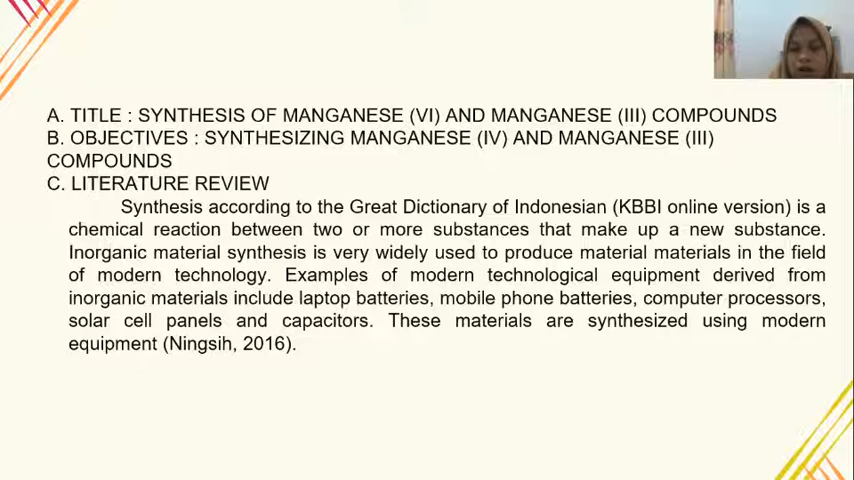 A. TITLE : SYNTHESIS OF MANGANESE (VI) AND MANGANESE (III) COMPOUNDS
B. OBJECTIVES : SYNTHESIZING MANGANESE (IV) AND MANGANESE (III)
COMPOUNDS
C. LITERATURE REVIEW
Synthesis according to the Great Dictionary of Indonesian (KBBI online version) is a
chemical reaction between two or more substances that make up a new substance.
Inorganic material synthesis is very widely used to produce material materials in the field
of modern technology. Examples of modern technological equipment derived from
inorganic materials include laptop batteries, mobile phone batteries, computer processors,
solar cell panels and capacitors. These materials are synthesized using modern
equipment (Ningsih, 2016).